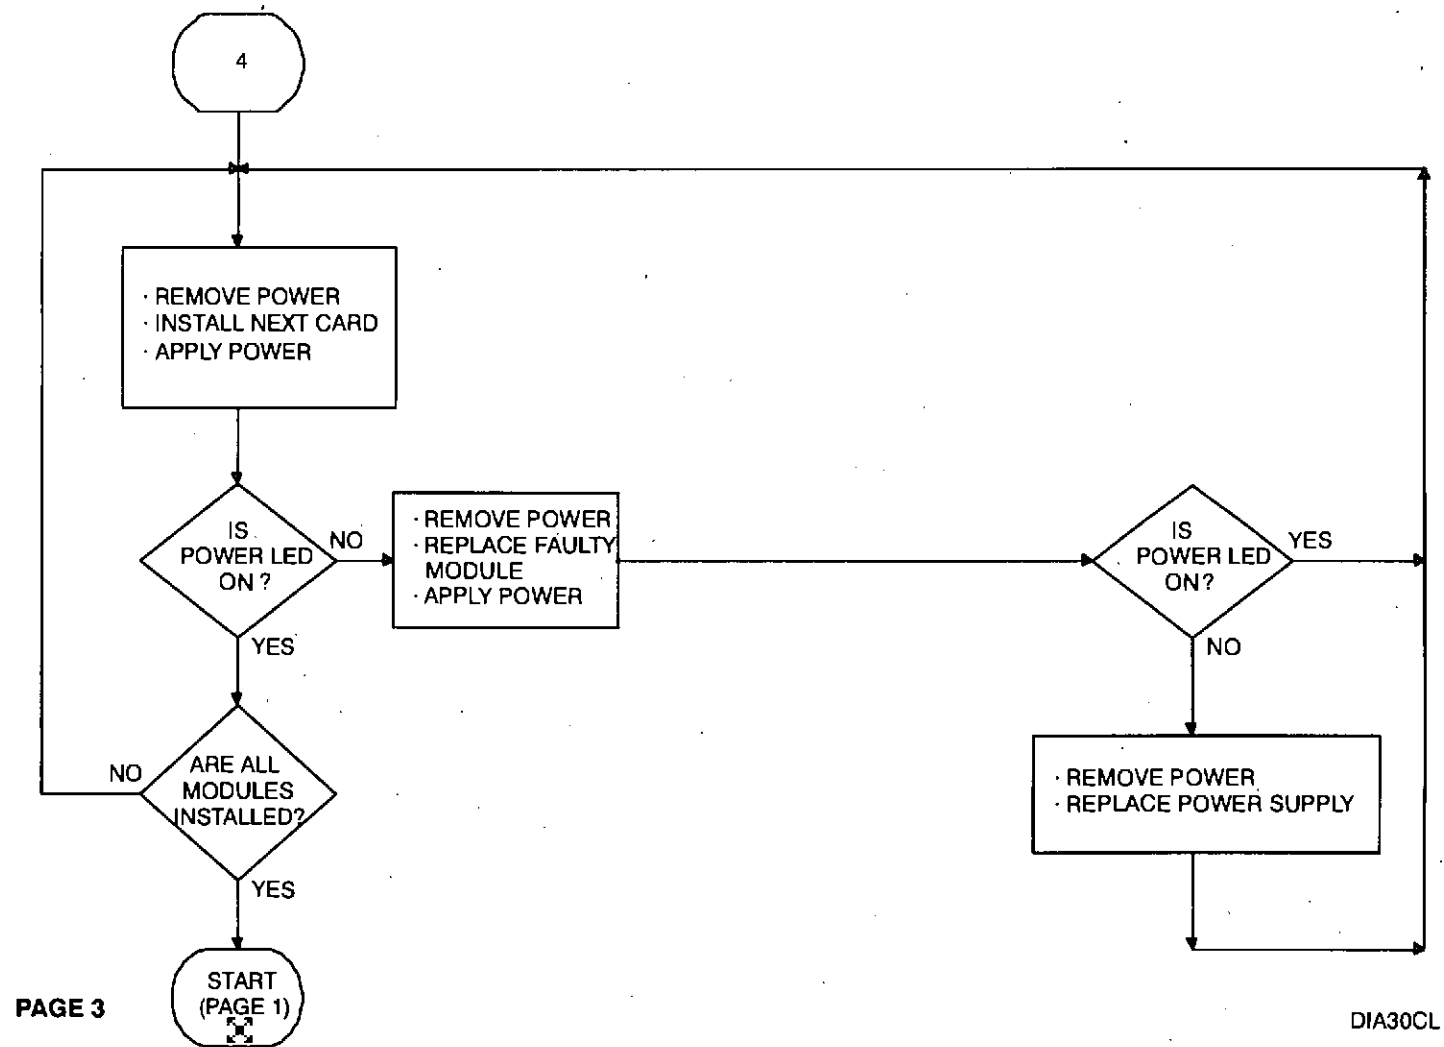 4
· REMOVE POWER
· INSTALL NEXT CARD
· APPLY POWER
IS
POWER LED
ON ?
NO
· REMOVE POWER
· REPLACE FAULTY
MODULE
· APPLY POWER
IS
POWER LED
ON?
YES
YES
NO
NO
ARE ALL
MODULES
INSTALLED?
· REMOVE POWER
· REPLACE POWER SUPPLY
YES
START
(PAGE 1)
PAGE 3
DIA30CL